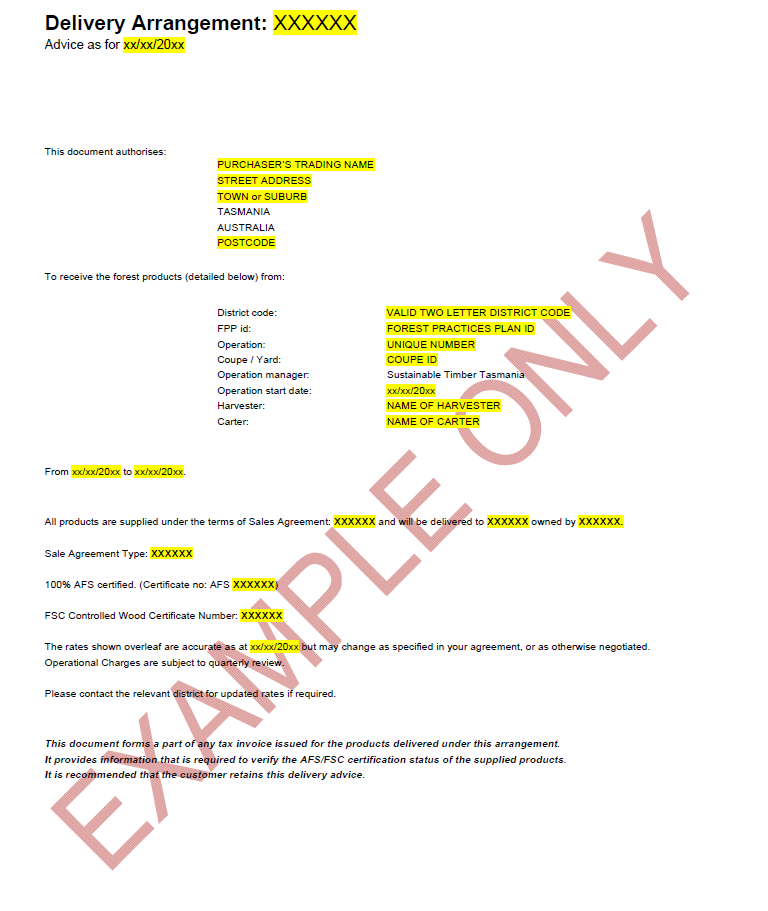 Delivery Arrangement: XXXXXX
Advice as for xx/xx/20xx
This document authorises:
PURCHASER'S TRADING NAME
STREET ADDRESS
TOWN or SUBURB
TASMANIA
AUSTRALIA
POSTCODE
To receive the forest products (detailed below) from:
District code: VALID TWO LETTER DISTRICT CODE
FPP id: FOREST PRACTICES PLAN ID
Operation: UNIQUE NUMBER
Coupe / Yard: COUPE ID
Operation manager: Sustainable Timber Tasmania
Operation start date: xx/xx/20xx
Harvester: NAME OF HARVESTER
Carter: NAME OF CARTER
From xx/xx/20xx to xx/xx/20xx.
All products are supplied under the terms of Sales Agreement: XXXXXX and will be delivered to XXXXXX owned by XXXXXX.
Sale Agreement Type: XXXXXX
100% AFS certified. (Certificate no: AFS XXXXXX)
FSC Controlled Wood Certificate Number: XXXXXX
The rates shown overleaf are accurate as at xx/xx/20xx but may change as specified in your agreement, or as otherwise negotiated.
Operational Charges are subject to quarterly review.
Please contact the relevant district for updated rates if required.
This document forms a part of any tax invoice issued for the products delivered under this arrangement.
It provides information that is required to verify the AFS/FSC certification status of the supplied products.
It is recommended that the customer retains this delivery advice.
EXAMPLE ONLY